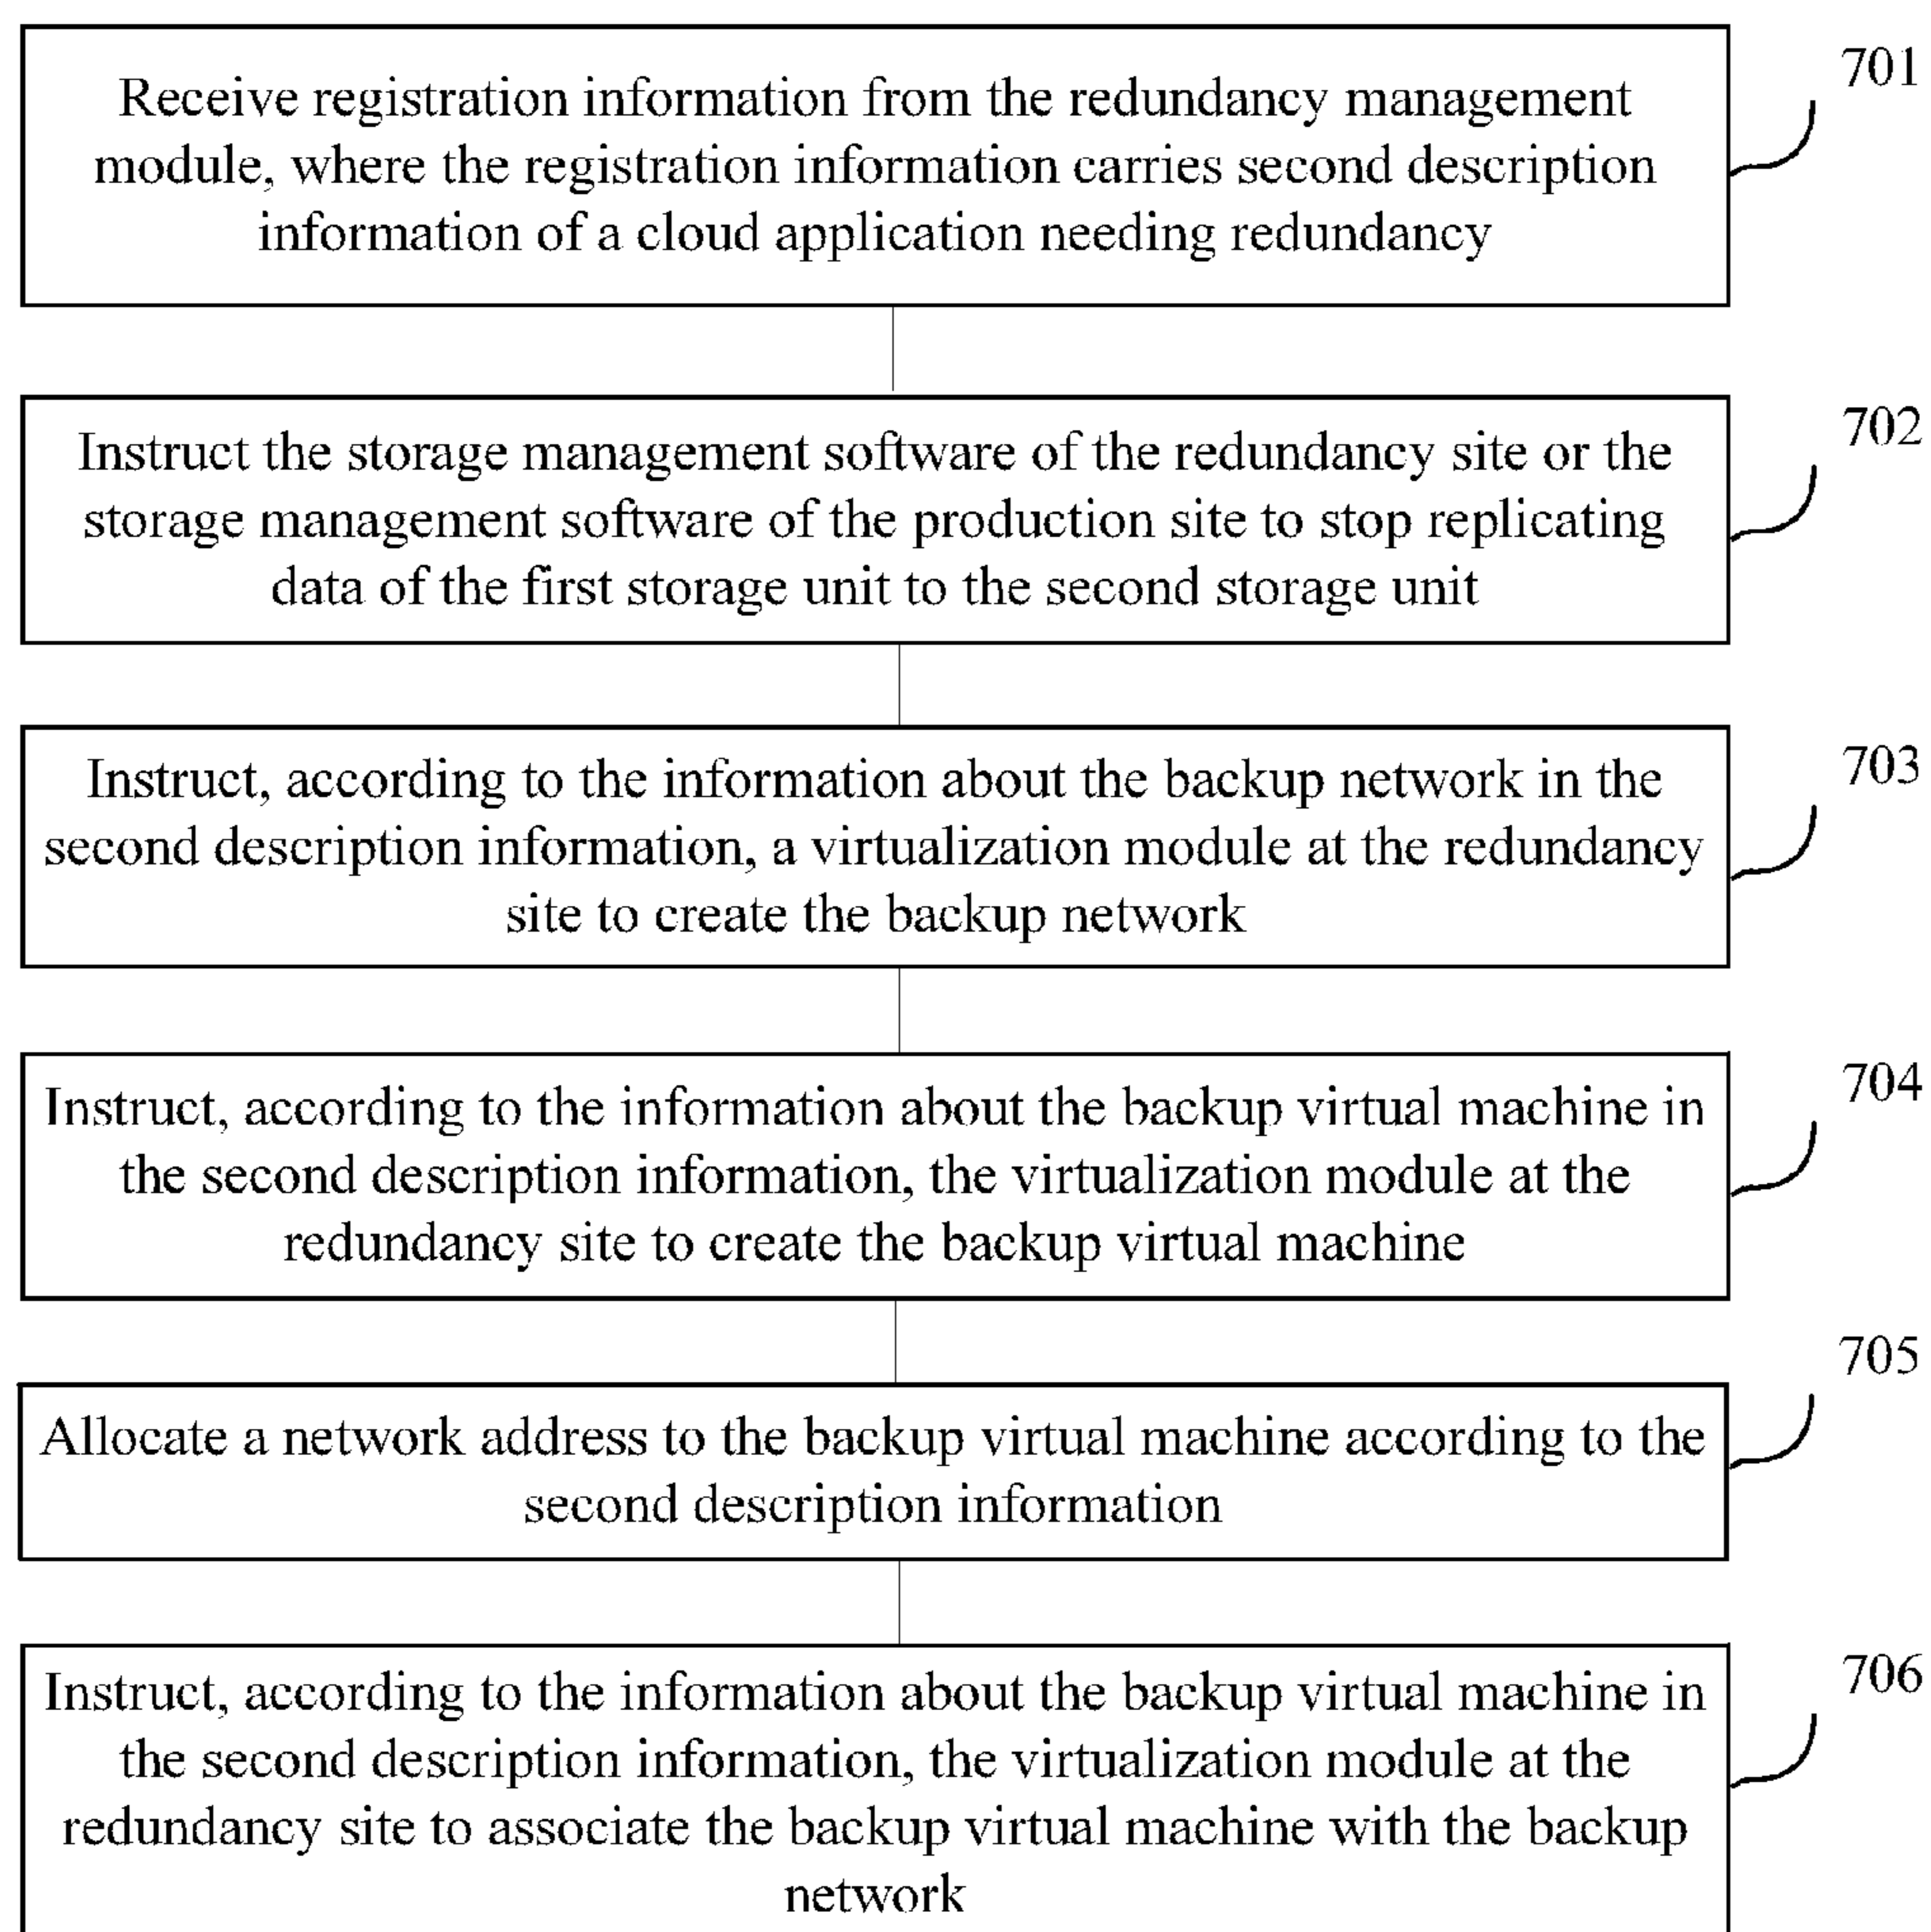 Receive registration information from the redundancy management
module, where the registration information carries second description
information of a cloud application needing redundancy
701
Instruct the storage management software of the redundancy site or the
storage management software of the production site to stop replicating
data of the first storage unit to the second storage unit
702
Instruct, according to the information about the backup network in the
second description information, a virtualization module at the redundancy
site to create the backup network
703
Instruct, according to the information about the backup virtual machine in
the second description information, the virtualization module at the
redundancy site to create the backup virtual machine
704
Allocate a network address to the backup virtual machine according to the
second description information
705
Instruct, according to the information about the backup virtual machine in
the second description information, the virtualization module at the
redundancy site to associate the backup virtual machine with the backup
network
706